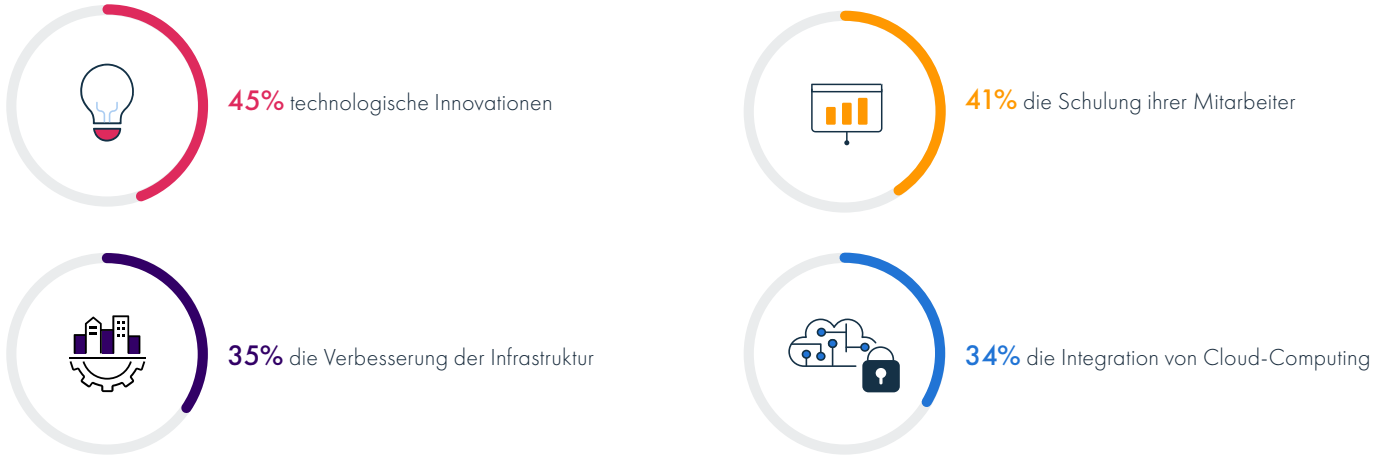 45% technologische Innovationen
41% die Schulung ihrer Mitarbeiter
35% die Verbesserung der Infrastruktur
34% die Integration von Cloud-Computing